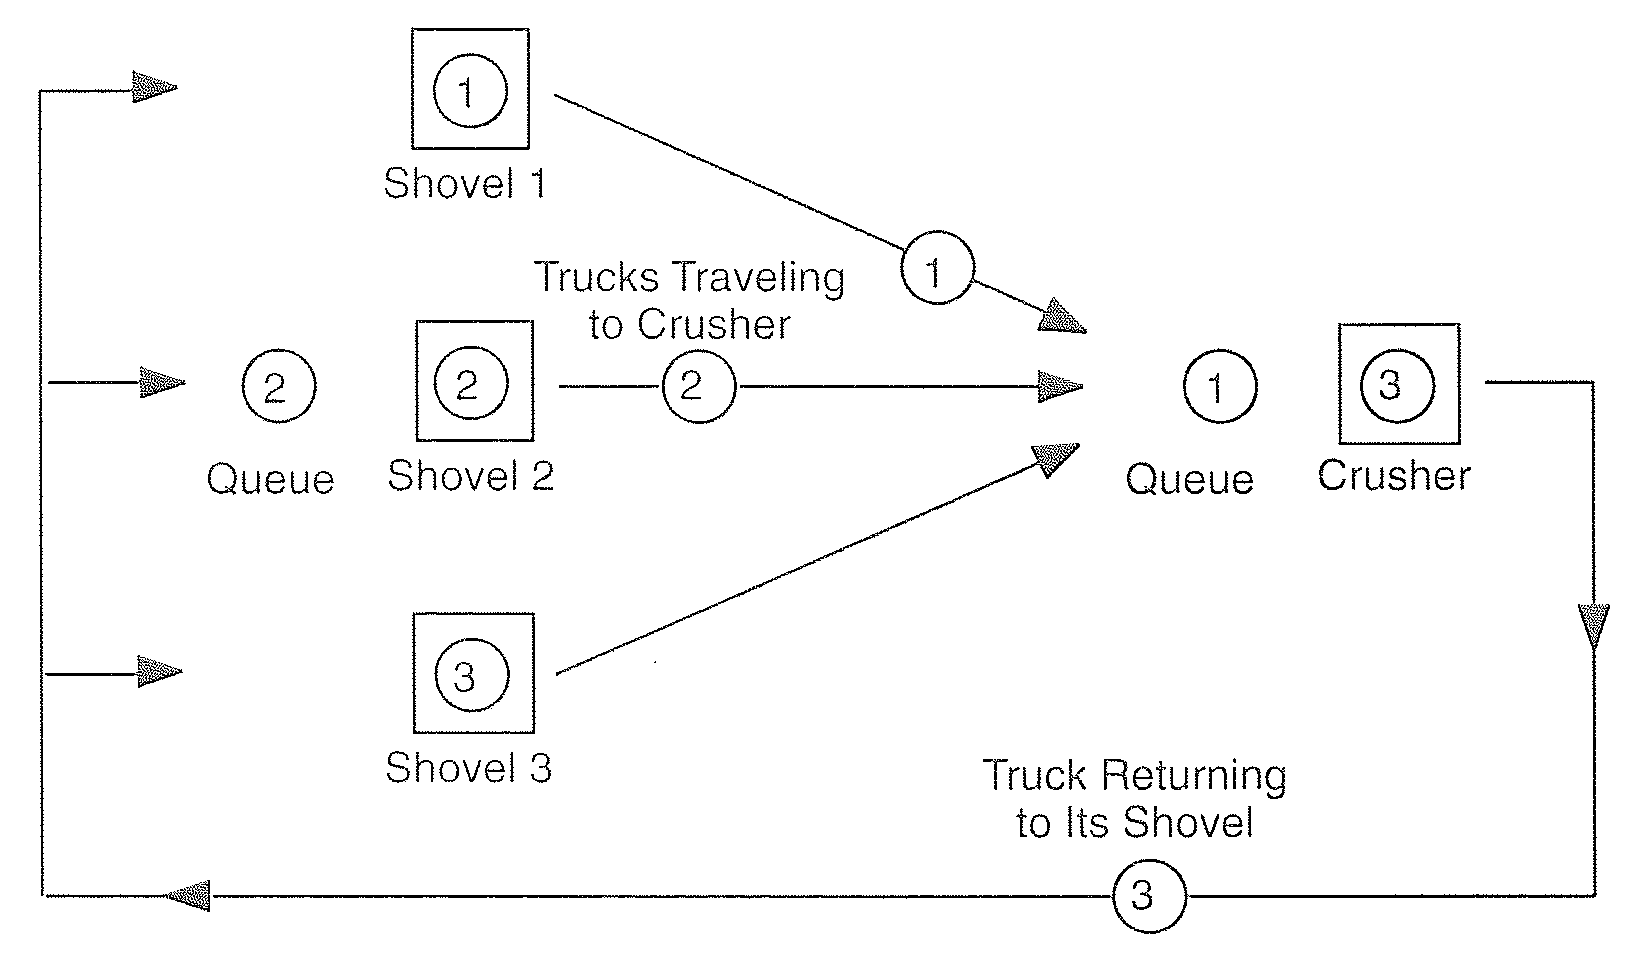 1
Shovel 1
1
Trucks Traveling
to Crusher
2
2
Shovel 2
2
Queue
1
Queue
3
Crusher
3
Shovel 3
Truck Returning
to Its Shovel
3